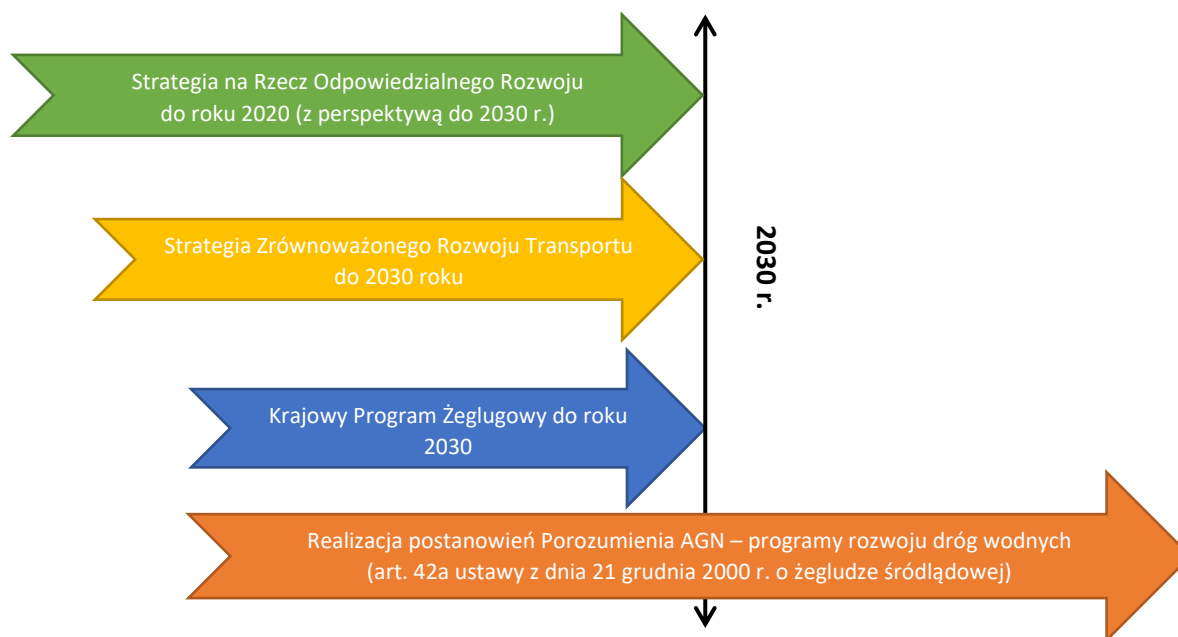 Strategia na Rzecz Odpowiedzialnego Rozwoju
do roku 2020 (z perspektywą do 2030 r.)
Strategia Zrównoważonego Rozwoju Transportu
do 2030 roku
2030 r.
Krajowy Program Żeglugowy do roku
2030
Realizacja postanowień Porozumienia AGN – programy rozwoju dróg wodnych
(art. 42a ustawy z dnia 21 grudnia 2000 r. o żegludze śródlądowej)